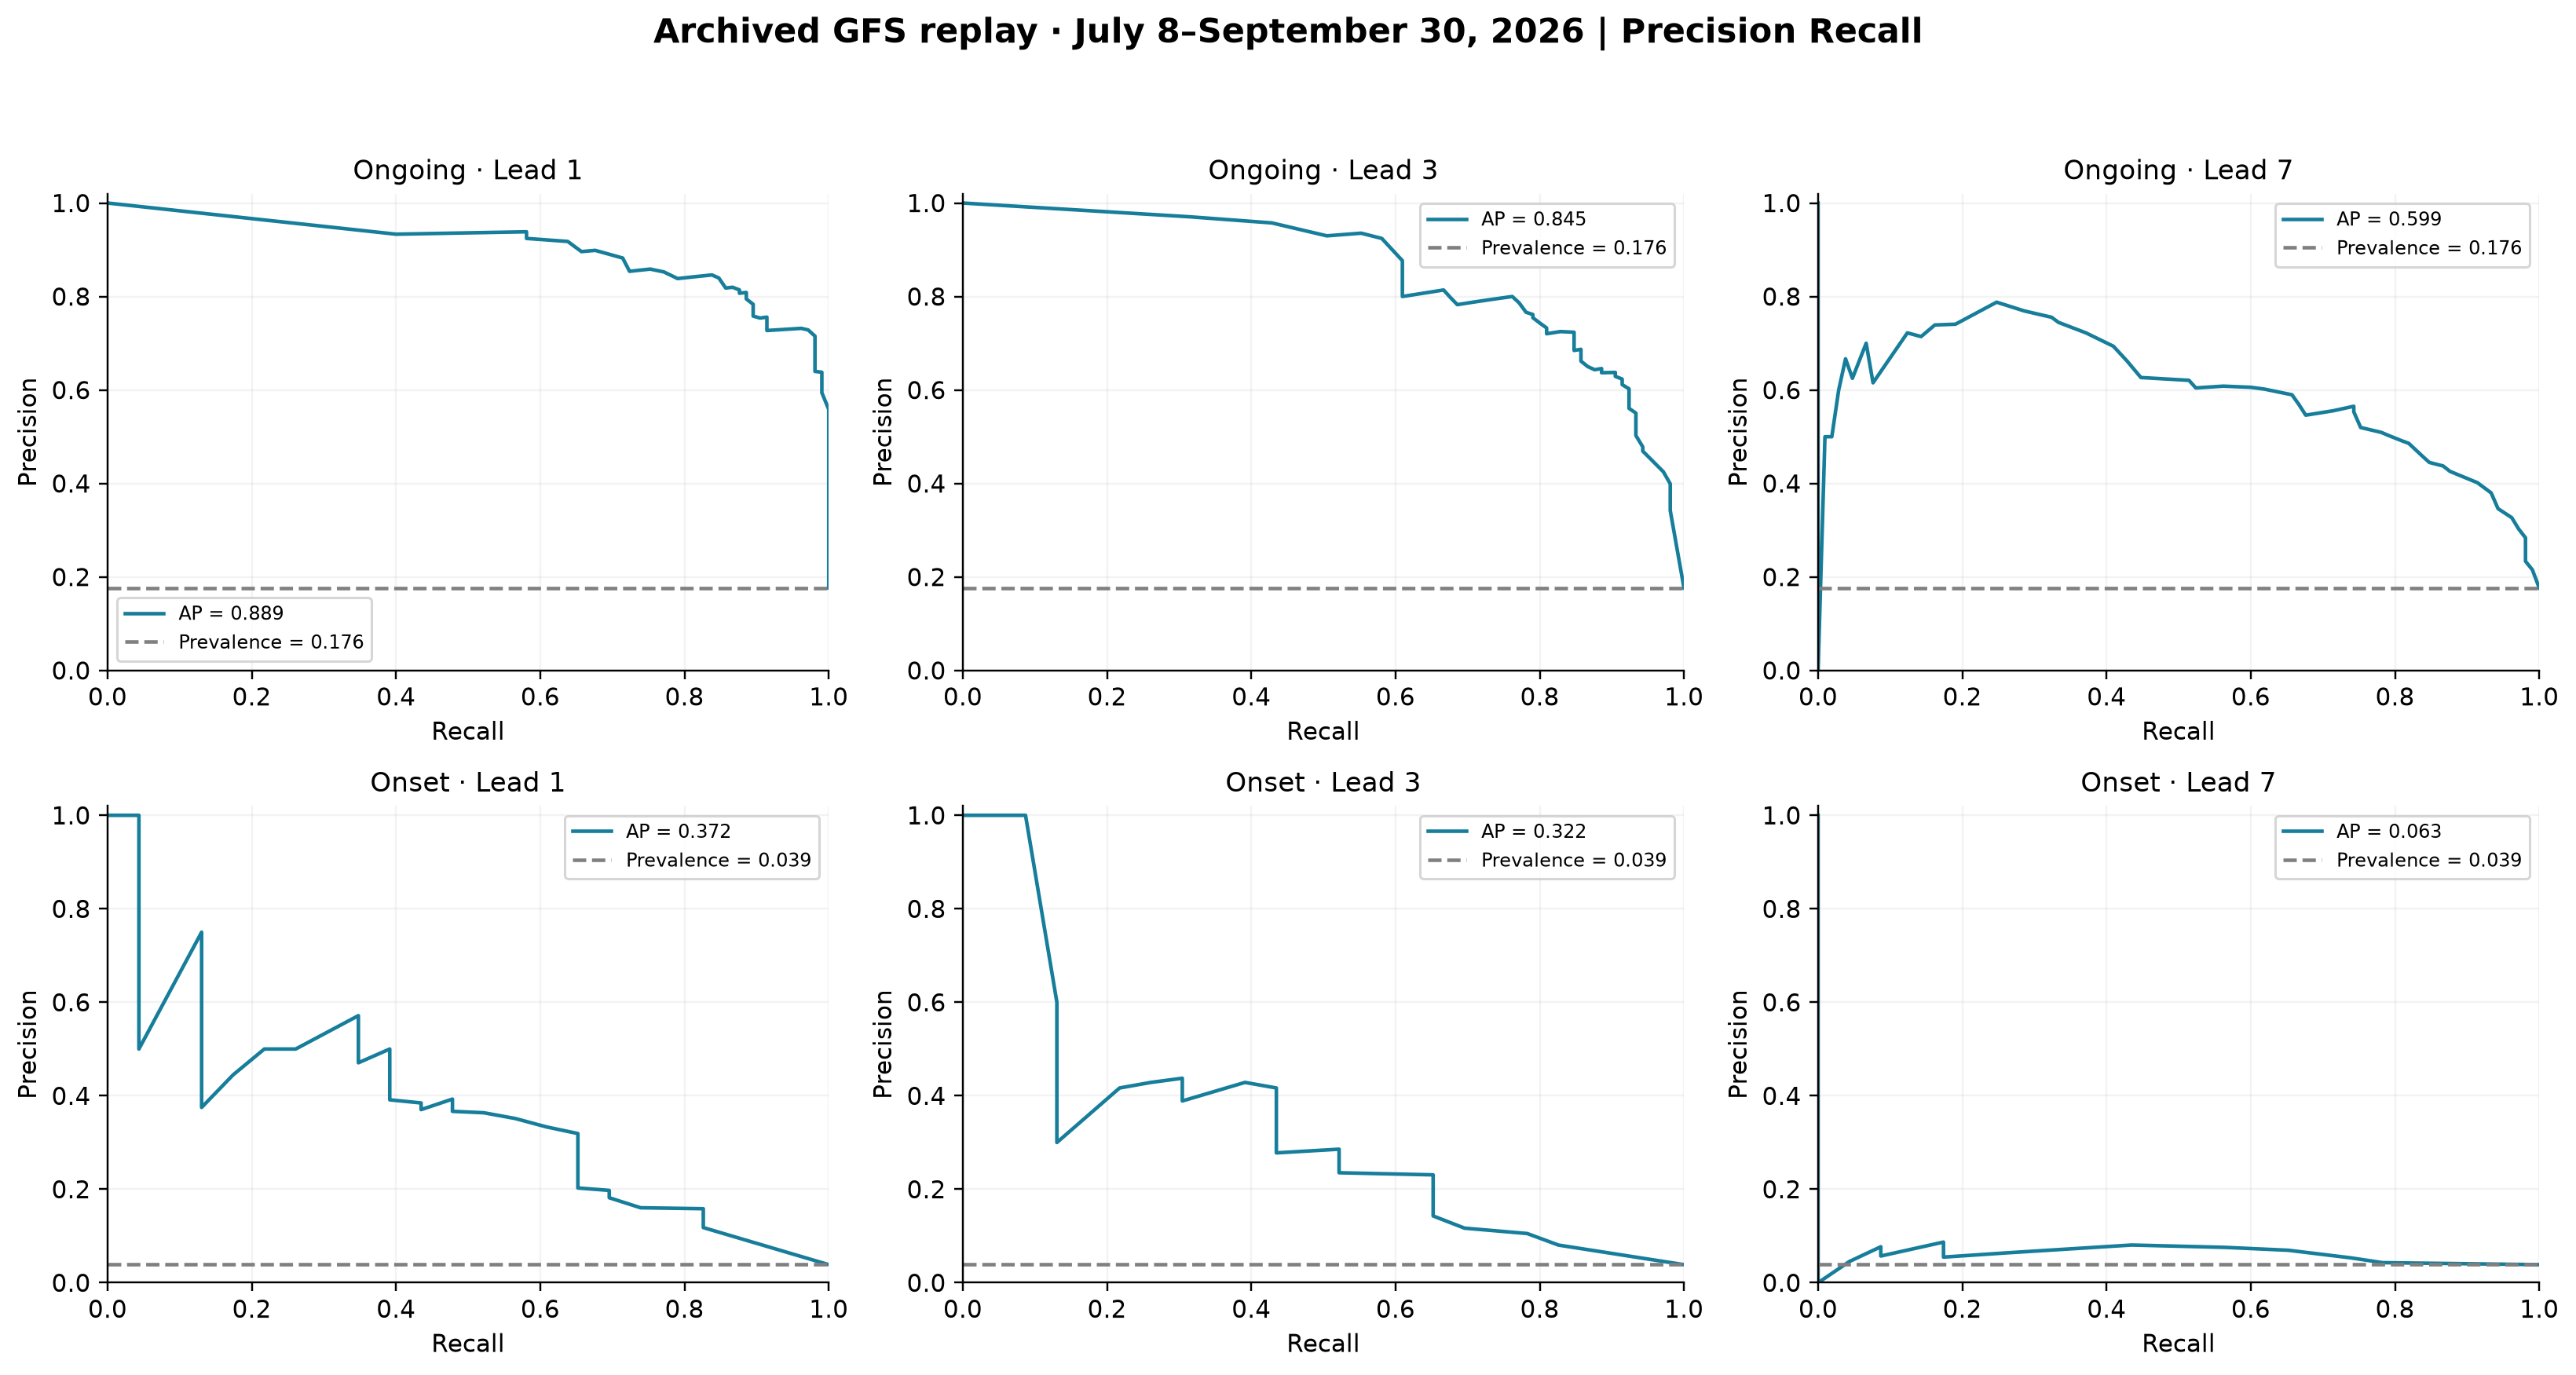 Archived GFS replay · July 8–September 30, 2026 | Precision Recall
Ongoing · Lead 1
1.0
0.8
0.6
0.4
0.2
0.0
Precision
AP = 0.889
Prevalence = 0.176
0.0 0.2 0.4 0.6 0.8 1.0
Recall
Ongoing · Lead 3
1.0
0.8
0.6
0.4
0.2
0.0
Precision
AP = 0.845
Prevalence = 0.176
0.0 0.2 0.4 0.6 0.8 1.0
Recall
Ongoing · Lead 7
1.0
0.8
0.6
0.4
0.2
0.0
Precision
AP = 0.599
Prevalence = 0.176
0.0 0.2 0.4 0.6 0.8 1.0
Recall
Onset · Lead 1
1.0
0.8
0.6
0.4
0.2
0.0
Precision
AP = 0.372
Prevalence = 0.039
0.0 0.2 0.4 0.6 0.8 1.0
Recall
Onset · Lead 3
1.0
0.8
0.6
0.4
0.2
0.0
Precision
AP = 0.322
Prevalence = 0.039
0.0 0.2 0.4 0.6 0.8 1.0
Recall
Onset · Lead 7
1.0
0.8
0.6
0.4
0.2
0.0
Precision
AP = 0.063
Prevalence = 0.039
0.0 0.2 0.4 0.6 0.8 1.0
Recall